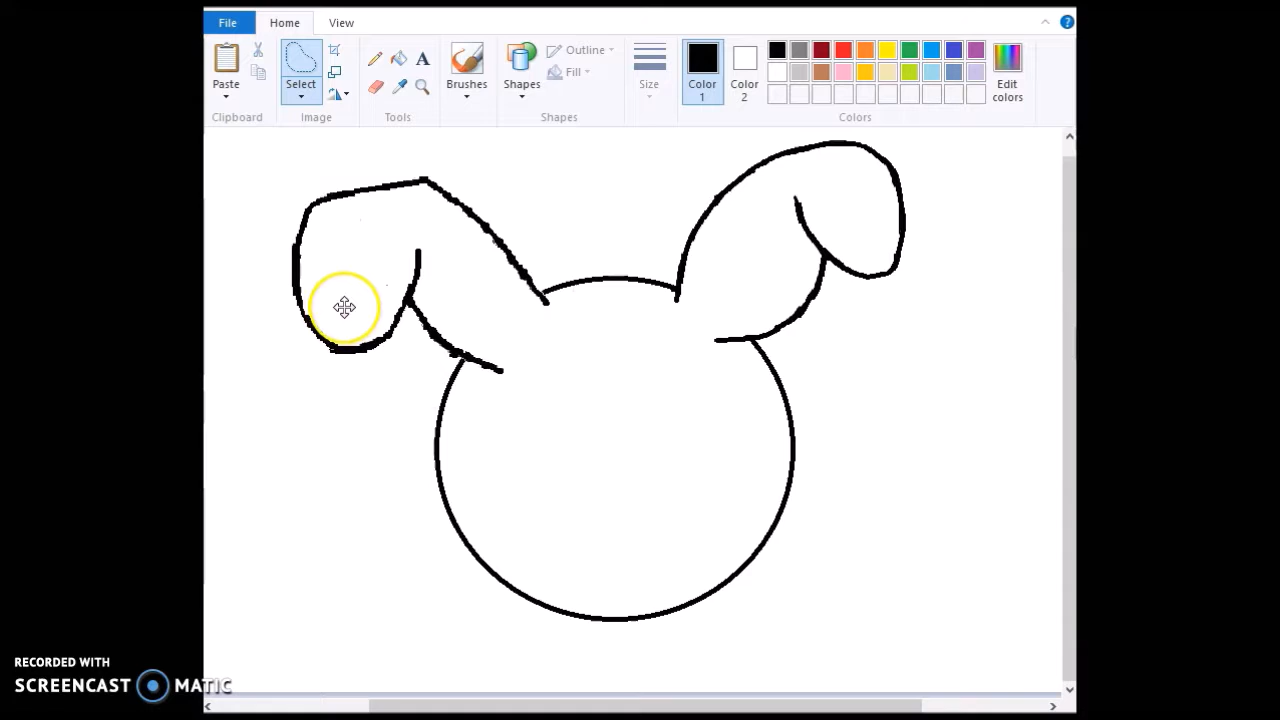 File Home View
Paste Select Brushes Shapes Outline Fill Size Color 1 Color 2 Edit colors
Clipboard Image Tools Shapes Colors
A
?
RECORDED WITH
SCREENCAST MATIC